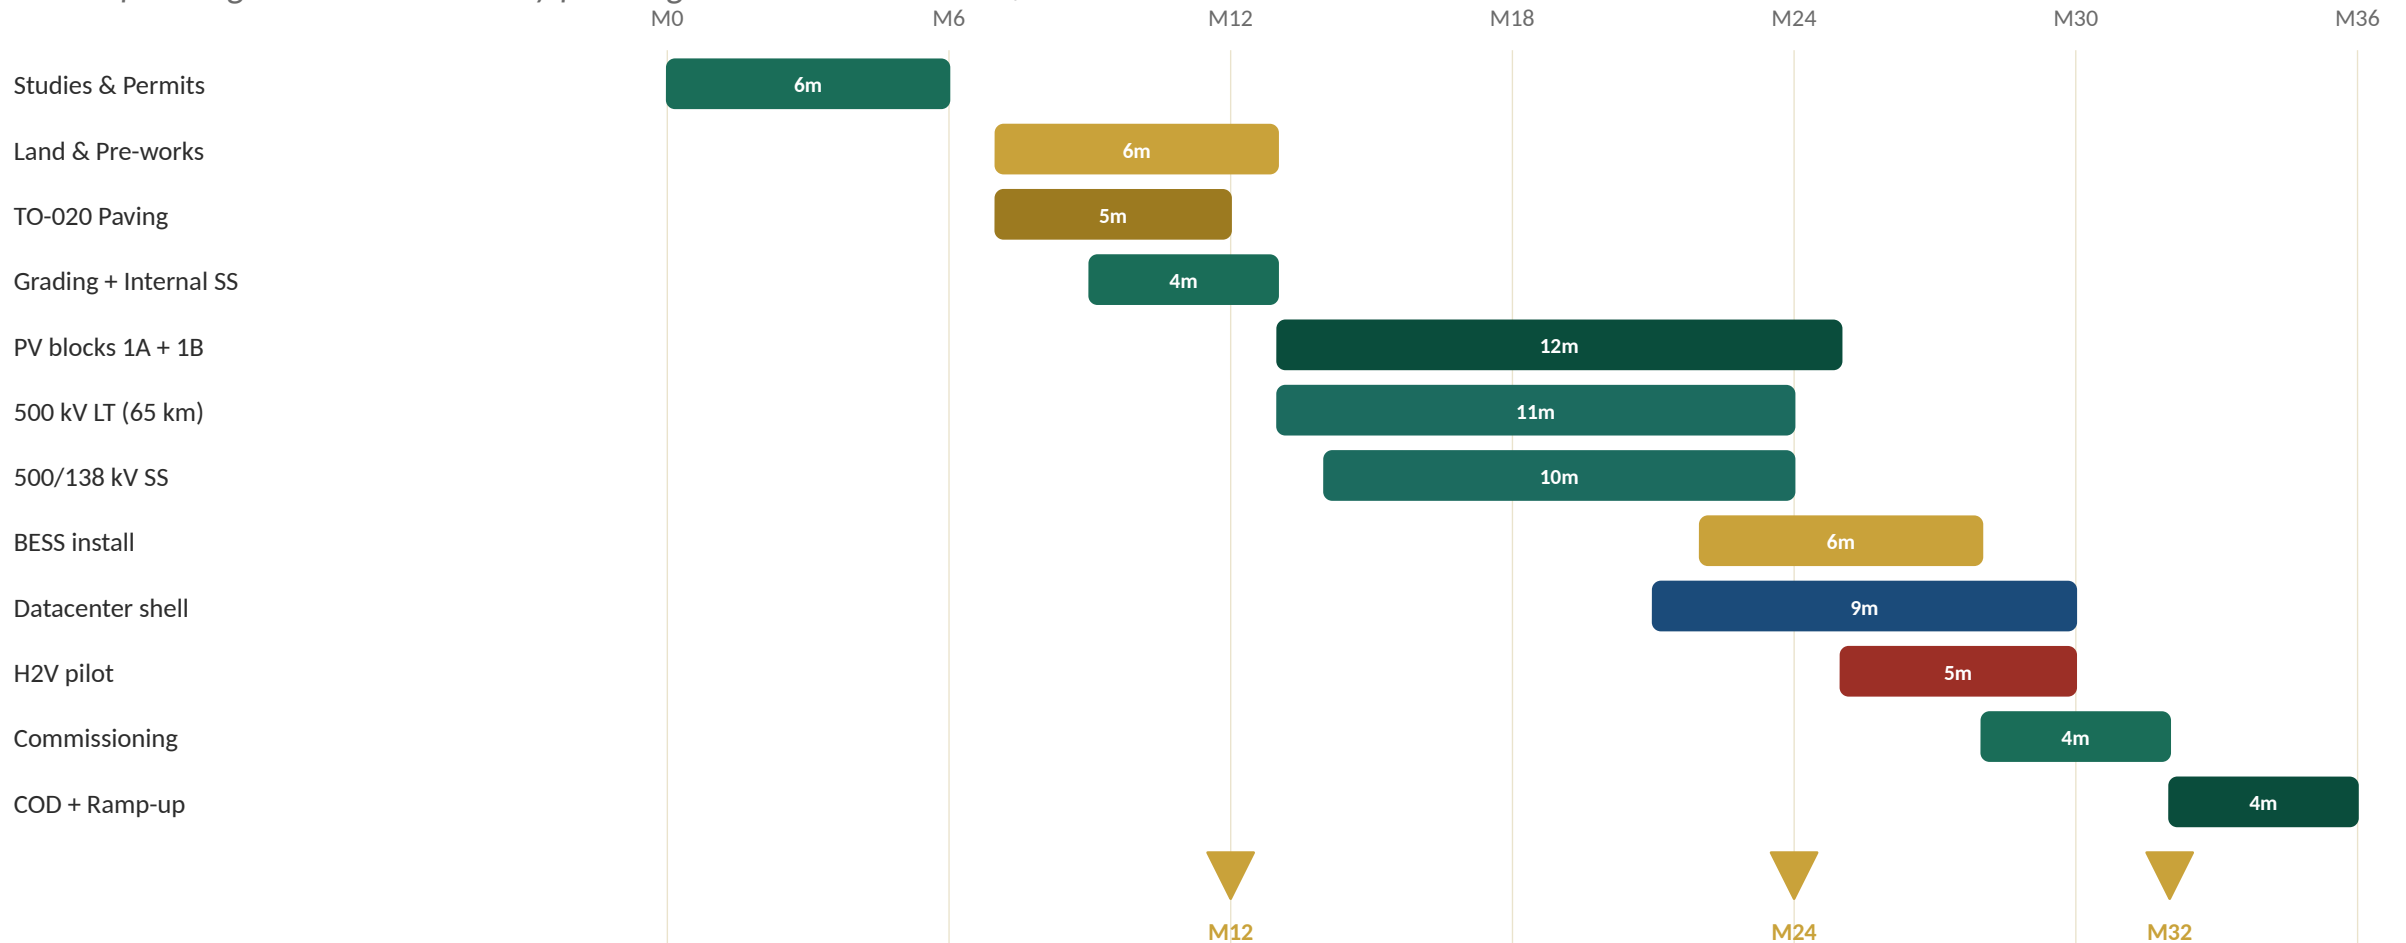 M0 M6 M12 M18 M24 M30 M36
Studies & Permits 6m
Land & Pre-works 6m
TO-020 Paving 5m
Grading + Internal SS 4m
PV blocks 1A + 1B 12m
500 kV LT (65 km) 11m
500/138 kV SS 10m
BESS install 6m
Datacenter shell 9m
H2V pilot 5m
Commissioning 4m
COD + Ramp-up 4m
M12 M24 M32